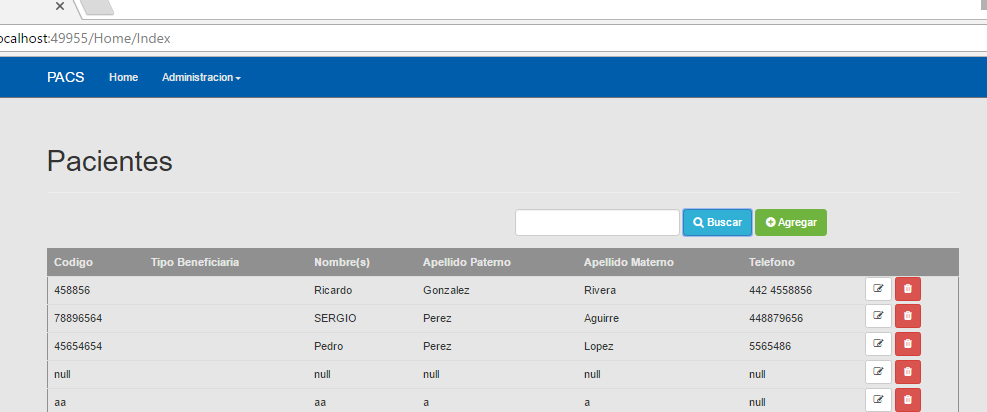 ocalhost:49955/Home/Index
PACS Home Administracion
Pacientes
Buscar Agregar
Codigo Tipo Beneficiaria Nombre(s) Apellido Paterno Apellido Materno Telefono
458856 Ricardo Gonzalez Rivera 442 4558856
78896564 SERGIO Perez Aguirre 448879656
45654654 Pedro Perez Lopez 5565486
null null null null null
aa aa a a null